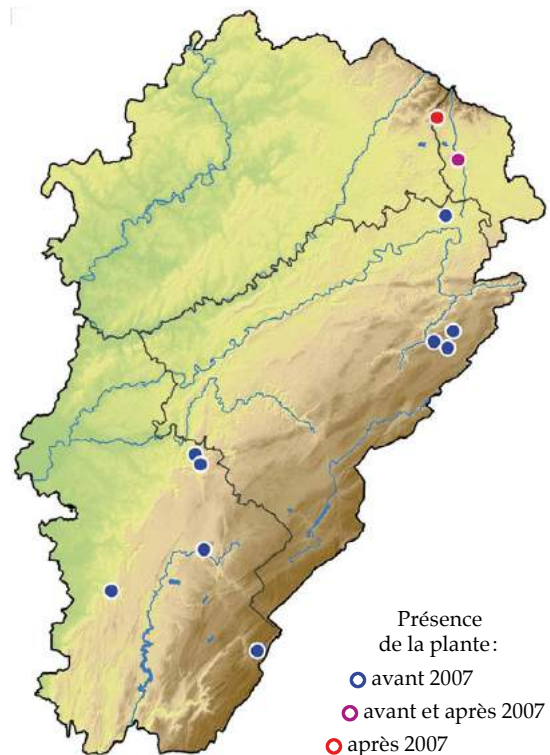 Présence
de la plante:
avant 2007
avant et après 2007
après 2007